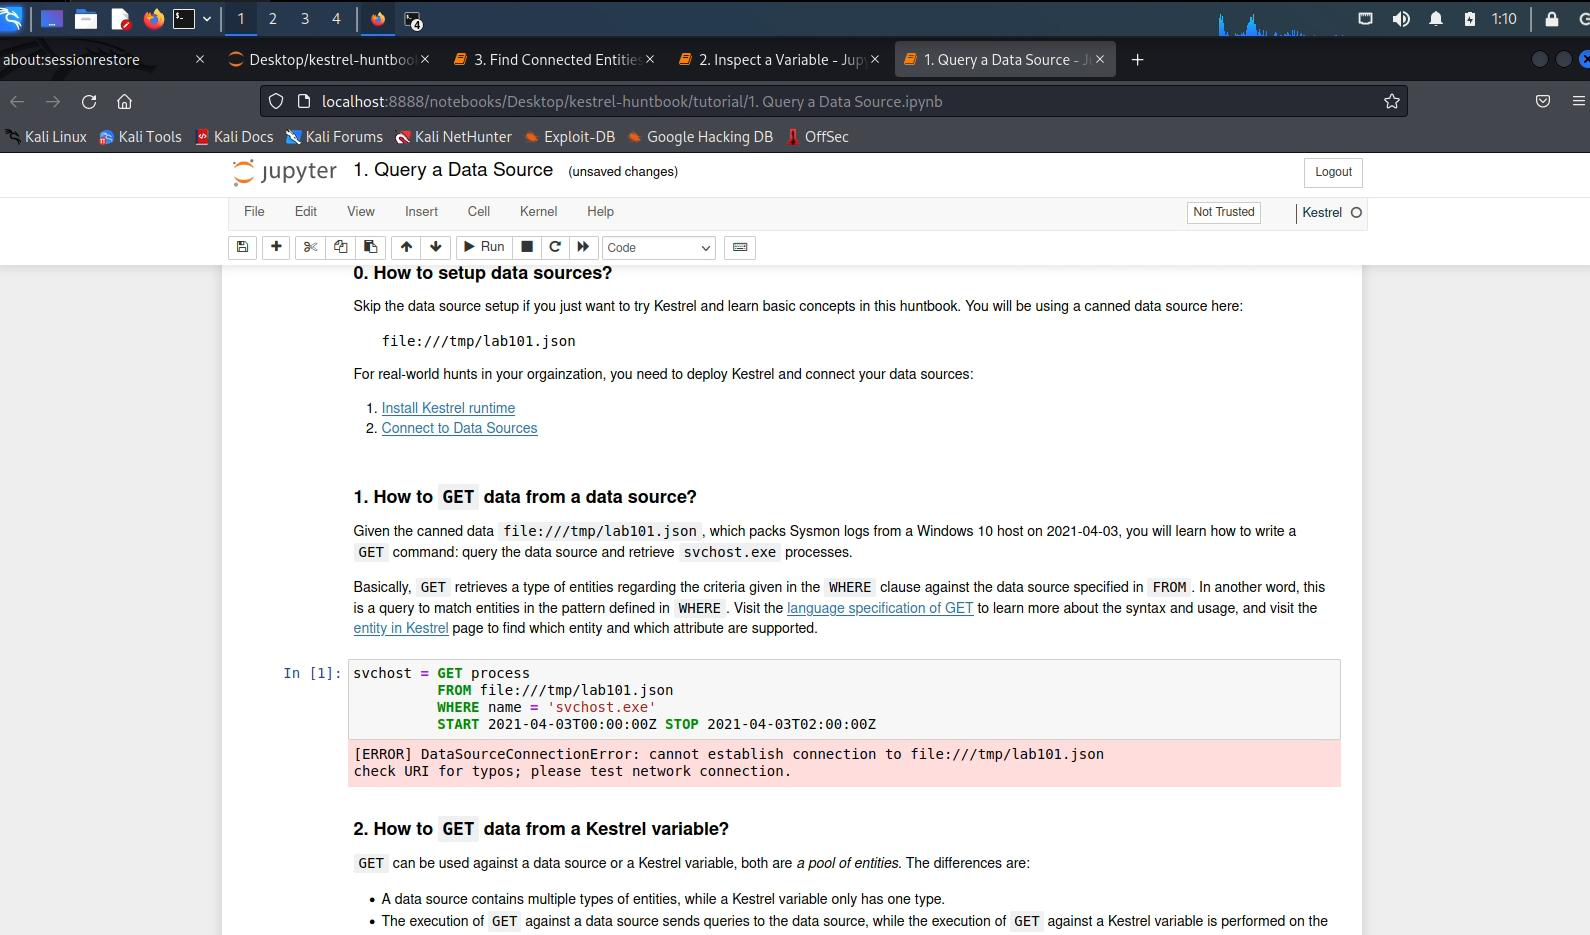 1 2 3 4
4
1:10
about:sessionrestore
Desktop/kestrel-huntbool
3. Find Connected Entities
2. Inspect a Variable - Jup
1. Query a Data Source - J
localhost:8888/notebooks/Desktop/kestrel-huntbook/tutorial/1. Query a Data Source.ipynb
Kali Linux Kali Tools Kali Docs Kali Forums Kali NetHunter Exploit-DB Google Hacking DB OffSec
jupyter 1. Query a Data Source (unsaved changes) Logout
File Edit View Insert Cell Kernel Help Not Trusted Kestrel
Run Code
0. How to setup data sources?
Skip the data source setup if you just want to try Kestrel and learn basic concepts in this huntbook. You will be using a canned data source here:
file:///tmp/lab101.json
For real-world hunts in your orgainzation, you need to deploy Kestrel and connect your data sources:
1. Install Kestrel runtime
2. Connect to Data Sources
1. How to GET data from a data source?
Given the canned data file:///tmp/lab101.json , which packs Sysmon logs from a Windows 10 host on 2021-04-03, you will learn how to write a
GET command: query the data source and retrieve svchost.exe processes.
Basically, GET retrieves a type of entities regarding the criteria given in the WHERE clause against the data source specified in FROM . In another word, this
is a query to match entities in the pattern defined in WHERE . Visit the language specification of GET to learn more about the syntax and usage, and visit the
entity in Kestrel page to find which entity and which attribute are supported.
In [1]: svchost = GET process
FROM file:///tmp/lab101.json
WHERE name = 'svchost.exe'
START 2021-04-03T00:00:00Z STOP 2021-04-03T02:00:00Z
[ERROR] DataSourceConnectionError: cannot establish connection to file:///tmp/lab101.json
check URI for typos; please test network connection.
2. How to GET data from a Kestrel variable?
GET can be used against a data source or a Kestrel variable, both are a pool of entities. The differences are:
• A data source contains multiple types of entities, while a Kestrel variable only has one type.
• The execution of GET against a data source sends queries to the data source, while the execution of GET against a Kestrel variable is performed on the